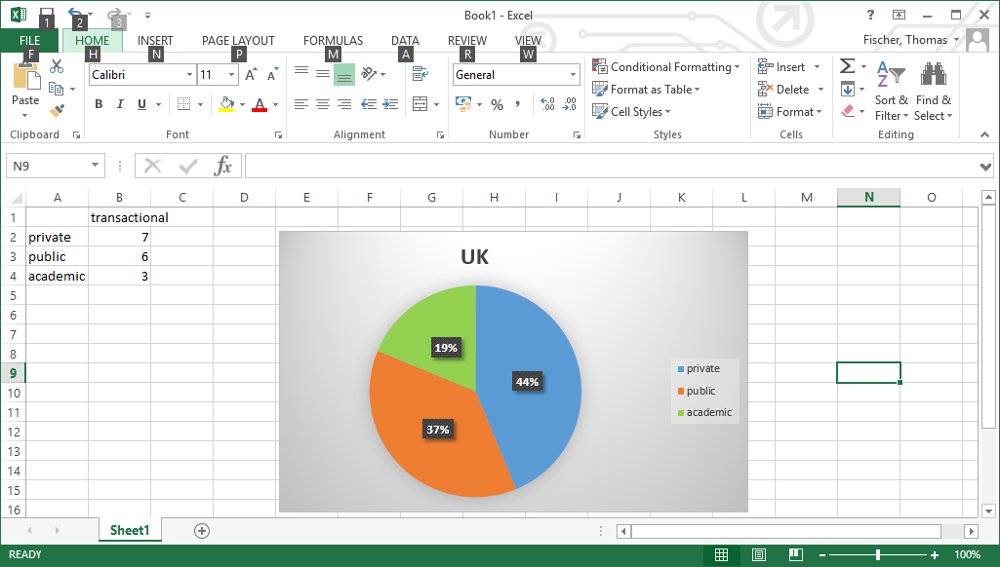 Book1 - Excel
1 2 3
FILE HOME INSERT PAGE LAYOUT FORMULAS DATA REVIEW VIEW Fischer, Thomas
F H N P M A R W
Paste Calibri 11 General Conditional Formatting Insert Sort & Filter Find & Select
B I U A % , Format as Table Delete
Cell Styles Format
Clipboard Font Alignment Number Styles Cells Editing
N9 fx
A B C D E F G H I J K L M N O
1 transactional
2 private 7
3 public 6
4 academic 3
5
6
7
8
9
10
11
12
13
14
15
16
UK
19%
44%
37%
private
public
academic
Sheet1
READY 100%